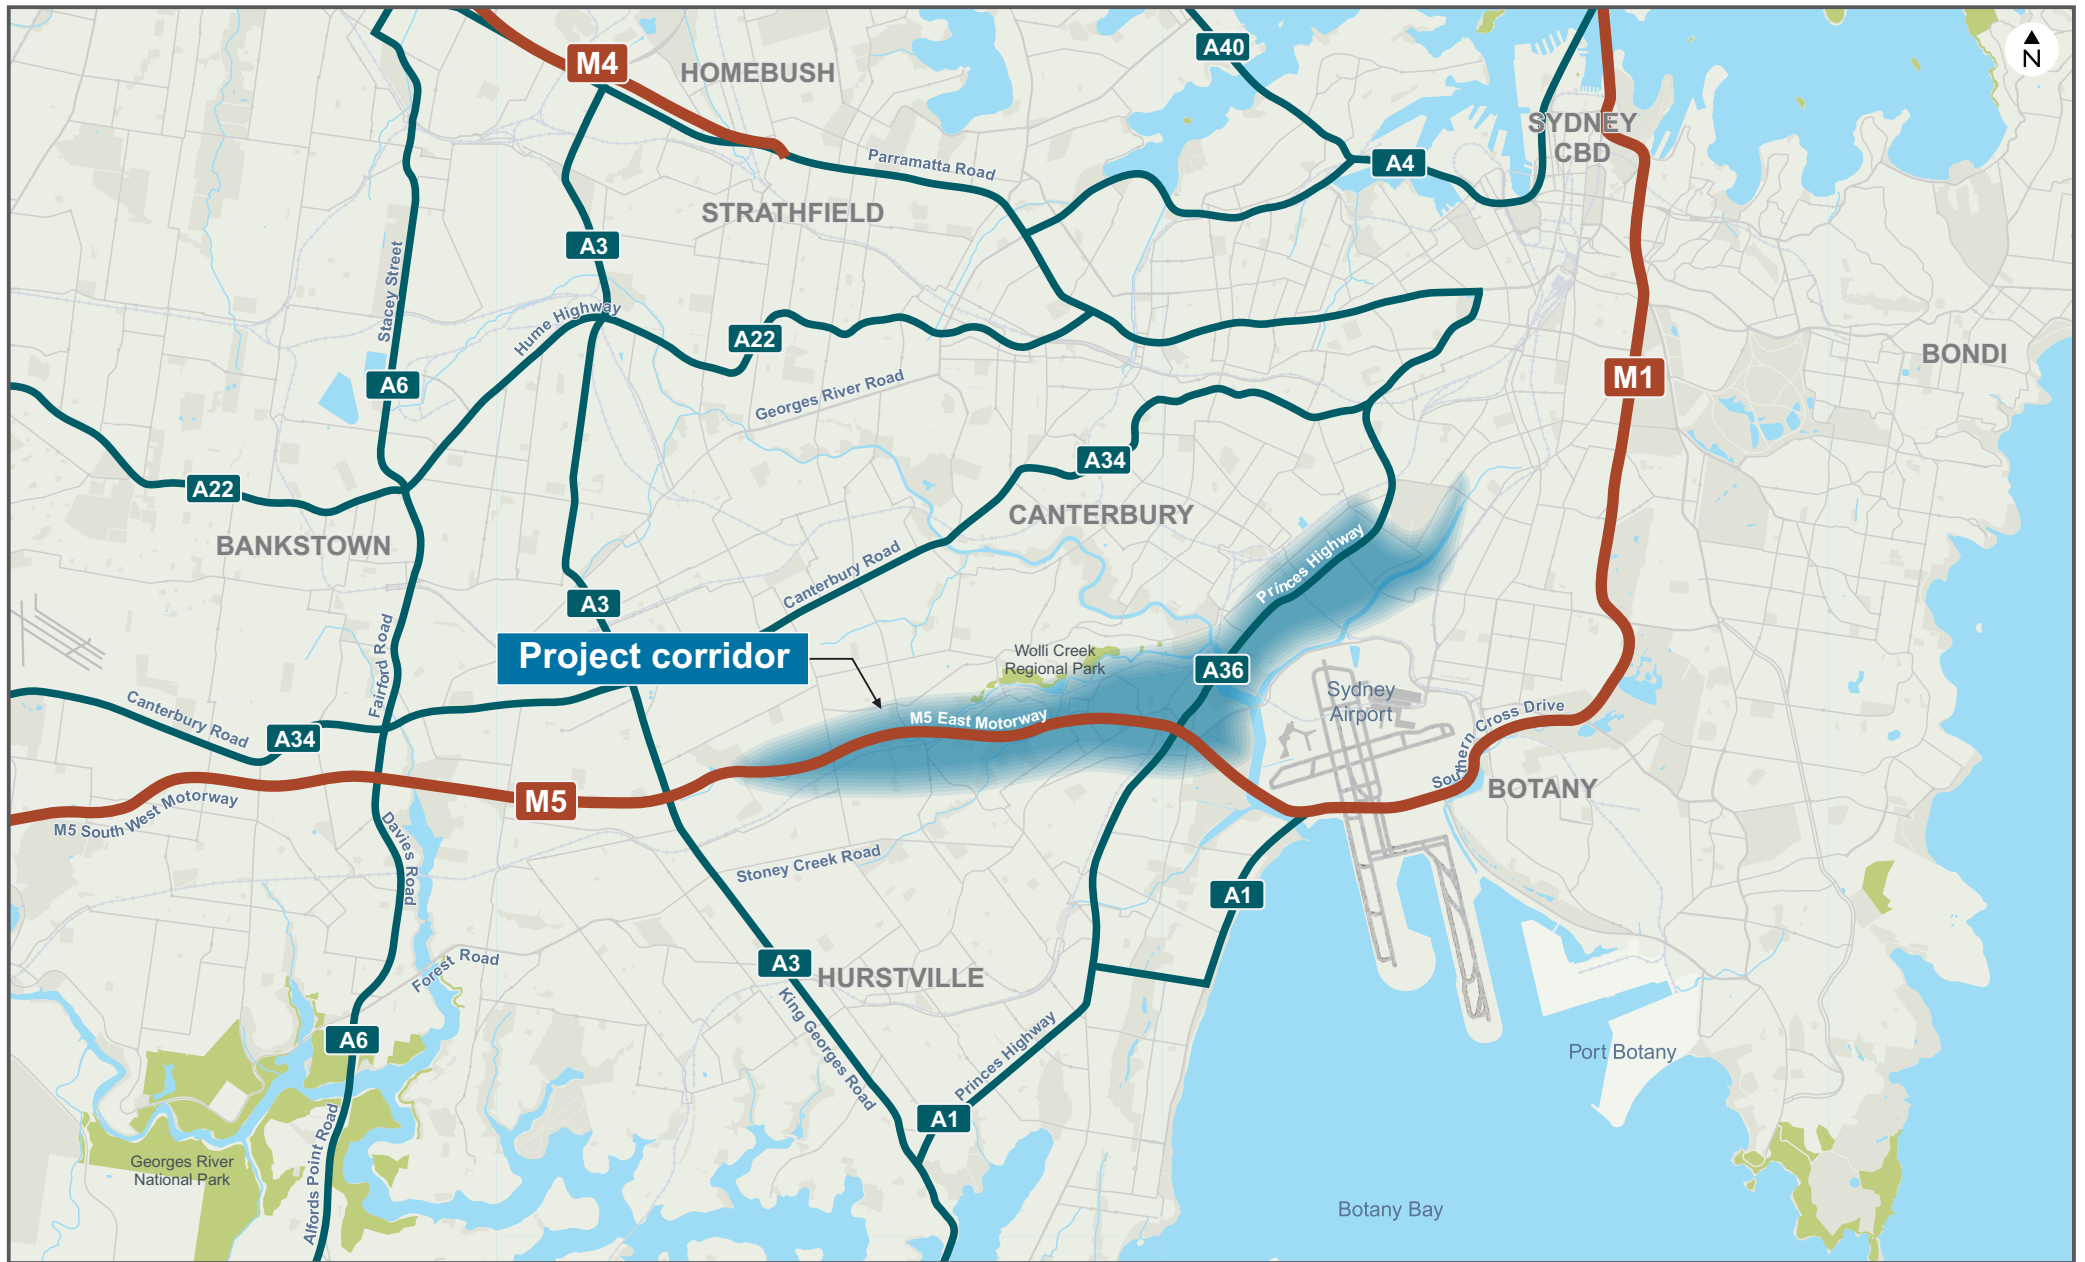 A40
N
M4
HOMEBUSH
SYDNEY
CBD
A4
Parramatta Road
STRATHFIELD
A3
Stacey Street
Hume Highway
A22
BONDI
A6
Georges River Road
M1
A34
A22
CANTERBURY
BANKSTOWN
Princes Highway
Canterbury Road
A3
Project corridor
Wolli Creek
Regional Park
A36
Fairford Road
Sydney
Airport
Canterbury Road
A34
M5 East Motorway
Southern Cross Drive
BOTANY
M5
M5 South West Motorway
Davies Road
Stoney Creek Road
A1
A3
HURSTVILLE
Forest Road
King Georges Road
Princes Highway
A6
Port Botany
A1
Georges River
National Park
Alfords Point Road
Botany Bay